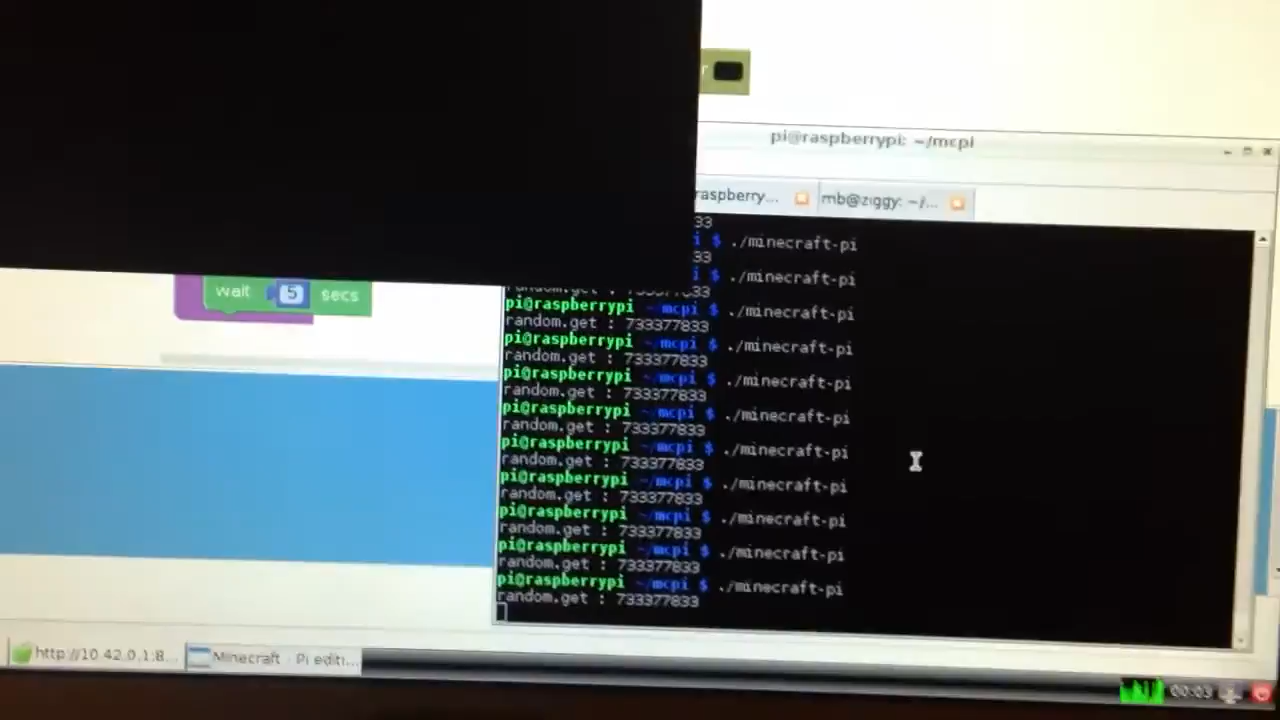 r
pi@raspberrypi: ~/mcpi
raspberry...
mb@ziggy: ~/...
33
i $ ./minecraft-pi
33
i $ ./minecraft-pi
random.get : 733377833
pi@raspberrypi ~/mcpi $ ./minecraft-pi
random.get : 733377833
pi@raspberrypi ~/mcpi $ ./minecraft-pi
random.get : 733377833
pi@raspberrypi ~/mcpi $ ./minecraft-pi
random.get : 733377833
pi@raspberrypi ~/mcpi $ ./minecraft-pi
random.get : 733377833
pi@raspberrypi ~/mcpi $ ./minecraft-pi
random.get : 733377833
pi@raspberrypi ~/mcpi $ ./minecraft-pi
random.get : 733377833
pi@raspberrypi ~/mcpi $ ./minecraft-pi
random.get : 733377833
pi@raspberrypi ~/mcpi $ ./minecraft-pi
random.get : 733377833
pi@raspberrypi ~/mcpi $ ./minecraft-pi
random.get : 733377833
wait 5 secs
http://10.42.0.1:8...
Minecraft - Pi editi...
00:03